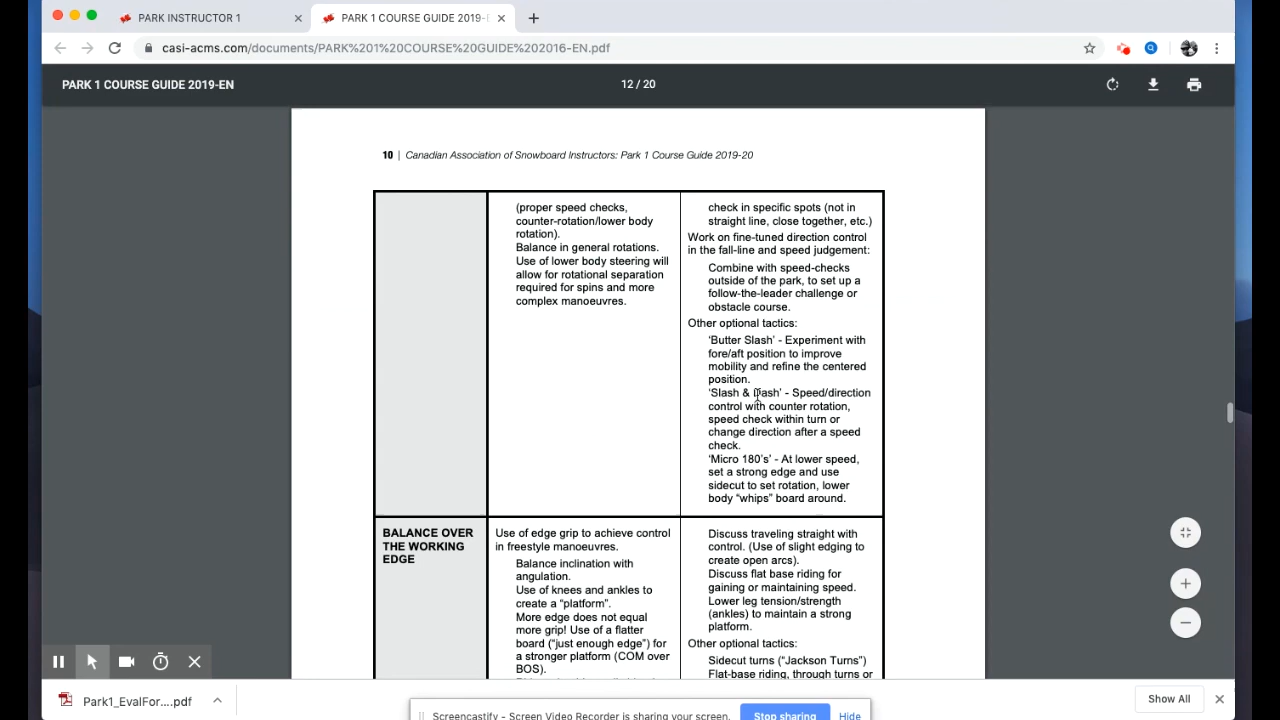 PARK INSTRUCTOR 1
PARK 1 COURSE GUIDE 2019-E
casi-acms.com/documents/PARK%201%20COURSE%20GUIDE%202016-EN.pdf
PARK 1 COURSE GUIDE 2019-EN
12 / 20
10 | Canadian Association of Snowboard Instructors: Park 1 Course Guide 2019-20
(proper speed checks,
counter-rotation/lower body
rotation).
Balance in general rotations.
Use of lower body steering will
allow for rotational separation
required for spins and more
complex manoeuvres.
check in specific spots (not in
straight line, close together, etc.)
Work on fine-tuned direction control
in the fall-line and speed judgement:
Combine with speed-checks
outside of the park, to set up a
follow-the-leader challenge or
obstacle course.
Other optional tactics:
‘Butter Slash’ - Experiment with
fore/aft position to improve
mobility and refine the centered
position.
‘Slash & Dash’ - Speed/direction
control with counter rotation,
speed check within turn or
change direction after a speed
check.
‘Micro 180’s’ - At lower speed,
set a strong edge and use
sidecut to set rotation, lower
body “whips” board around.
BALANCE OVER
THE WORKING
EDGE
Use of edge grip to achieve control
in freestyle manoeuvres.
Balance inclination with
angulation.
Use of knees and ankles to
create a “platform”.
More edge does not equal
more grip! Use of a flatter
board (“just enough edge”) for
a stronger platform (COM over
BOS).
Discuss traveling straight with
control. (Use of slight edging to
create open arcs).
Discuss flat base riding for
gaining or maintaining speed.
Lower leg tension/strength
(ankles) to maintain a strong
platform.
Other optional tactics:
Sidecut turns (“Jackson Turns”)
Flat-base riding, through turns or
Park1_EvalFor....pdf
Show All
Screencastify - Screen Video Recorder is sharing your screen.
Stop sharing
Hide